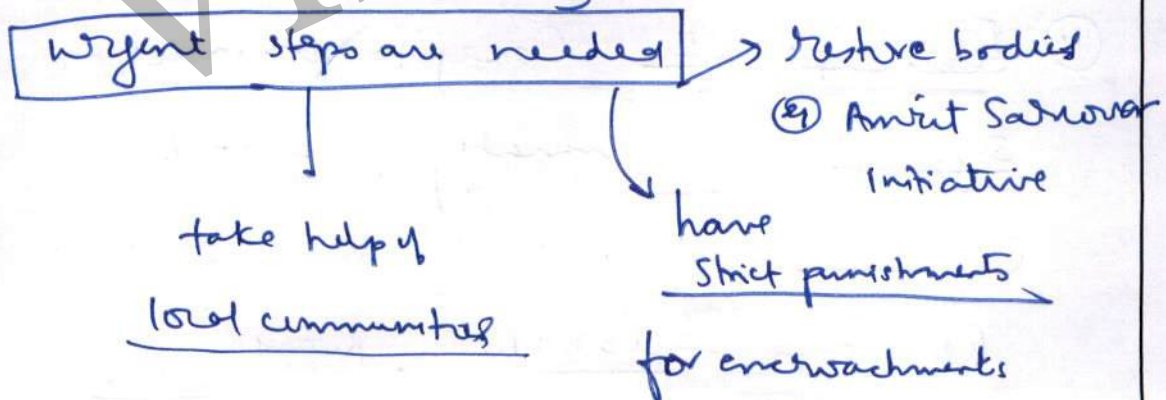 urgent steps are needed
→ restore bodies
eg Amrit Sarovar
Initiative
take help of
local communities
have
strict punishments
for encroachments